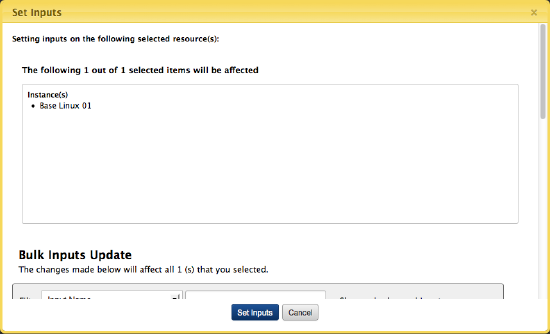 Set Inputs
x
Setting inputs on the following selected resource(s):
The following 1 out of 1 selected items will be affected
Instance(s)
• Base Linux 01
Bulk Inputs Update
The changes made below will affect all 1 (s) that you selected.
Input Name
Set Inputs Cancel